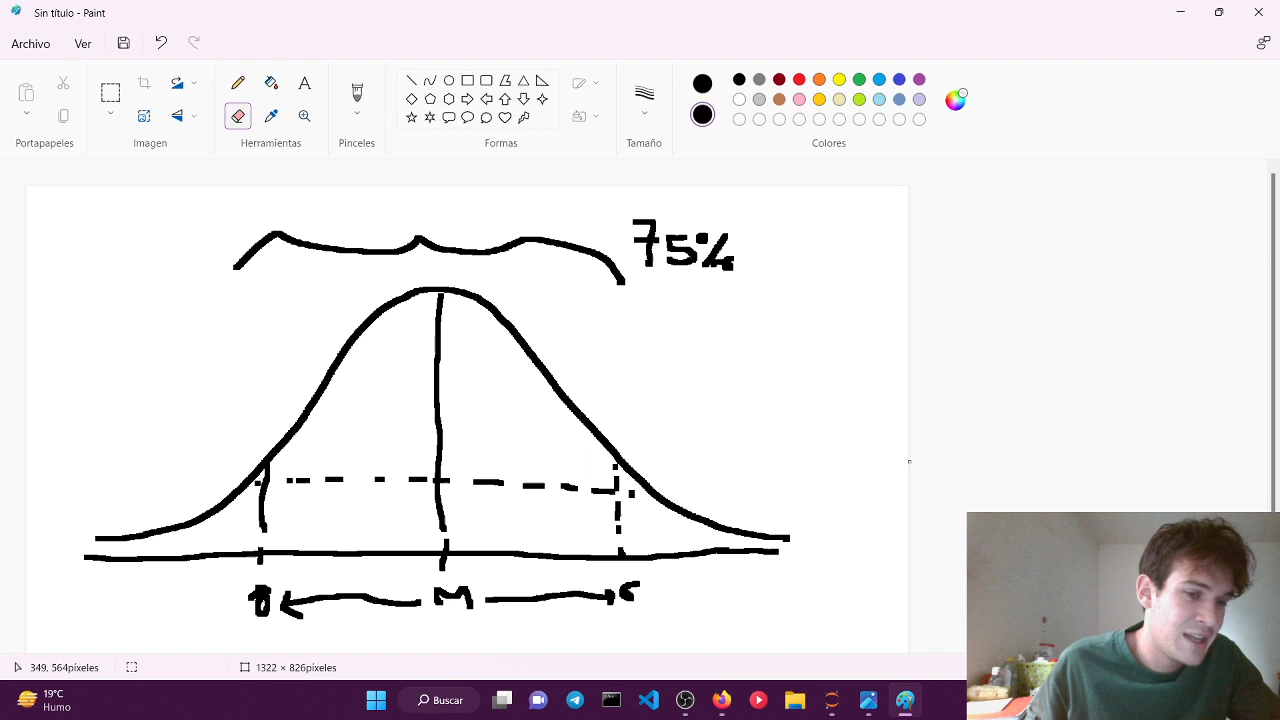 Sin título - Paint
Archivo Ver
Portapapeles Imagen Herramientas Pinceles Formas Tamaño Colores
75%
M
349, 564píxeles 1322 × 826píxeles
19°C
Humo
Buscar